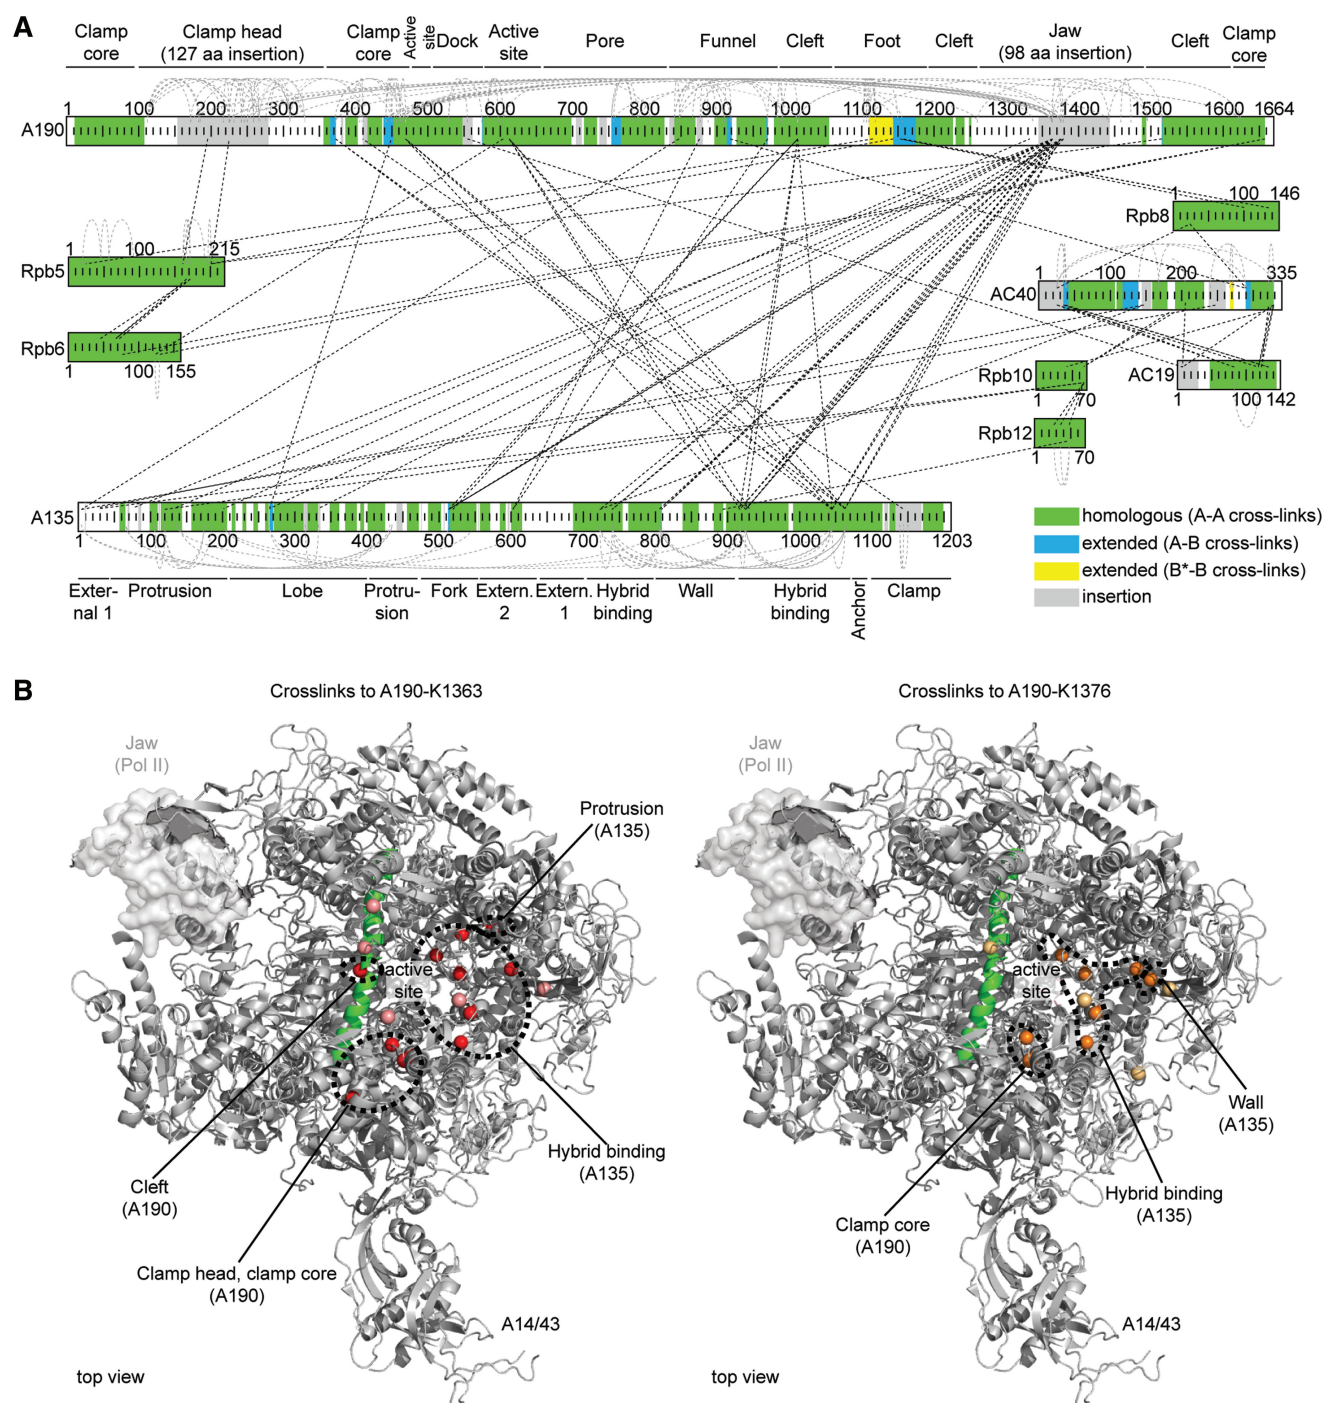 A
Clamp core
Clamp head (127 aa insertion)
Clamp core
Active site
Dock
Active site
Pore
Funnel
Cleft
Foot
Cleft
Jaw (98 aa insertion)
Cleft
Clamp core
1 100 200 300 400 500 600 700 800 900 1000 1100 1200 1300 1400 1500 1600 1664
A190
1 100 146
Rpb8
1 100 215
Rpb5
1 100 200 335
AC40
Rpb6
1 100 155
Rpb10
1 70
AC19
1 100 142
Rpb12
1 70
A135
1 100 200 300 400 500 600 700 800 900 1000 1100 1203
Exter-nal 1
Protrusion
Lobe
Protru-sion
Fork
Extern. 2
Extern. 1
Hybrid binding
Wall
Hybrid binding
Anchor
Clamp
homologous (A-A cross-links)
extended (A-B cross-links)
extended (B*-B cross-links)
insertion
B
Crosslinks to A190-K1363
Jaw
(Pol II)
Protrusion
(A135)
active
site
Hybrid binding
(A135)
Cleft
(A190)
Clamp head, clamp core
(A190)
A14/43
top view
Crosslinks to A190-K1376
Jaw
(Pol II)
active
site
Wall
(A135)
Hybrid binding
(A135)
Clamp core
(A190)
A14/43
top view